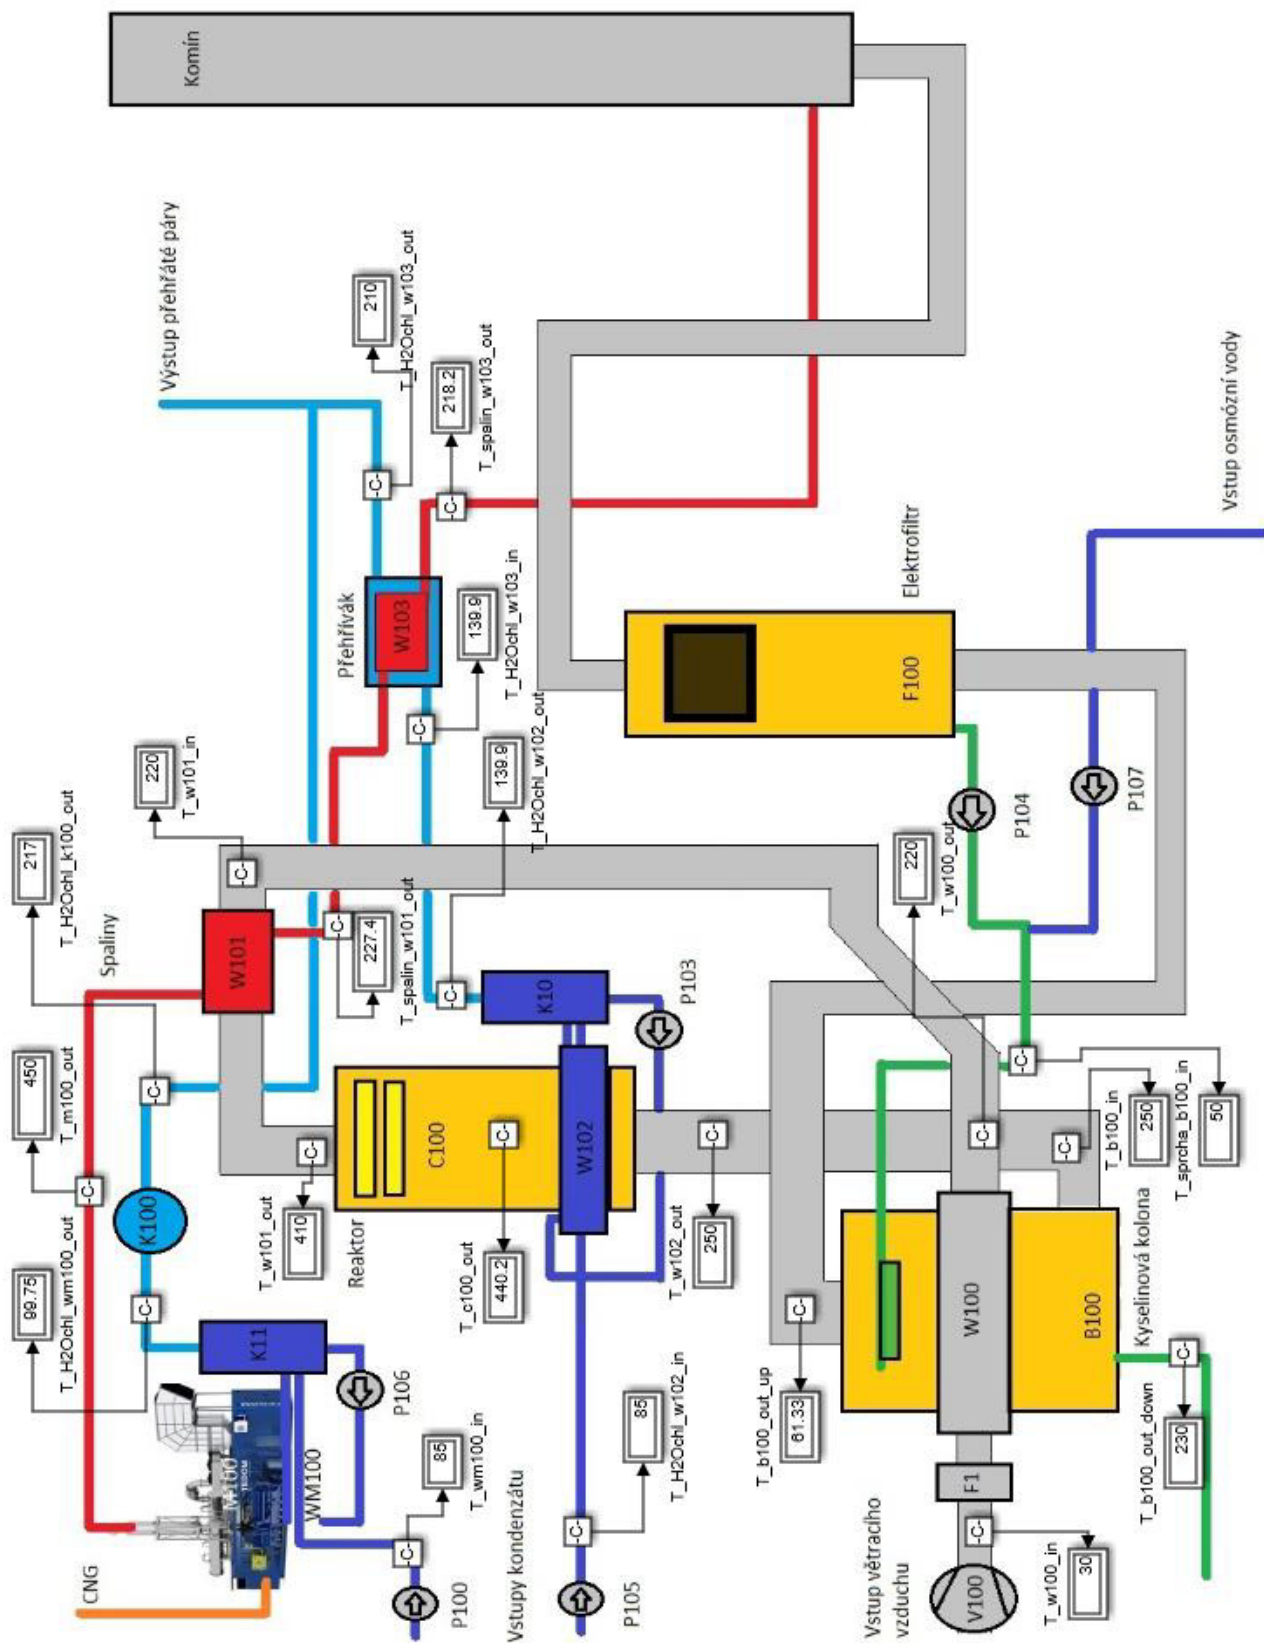 CNG
M100
WM100
K11
P106
P100
85
T_wm100_in
99.75
T_H2Ochl_wm100_out
-C-
-C-
K100
450
T_m100_out
-C-
217
T_H2Ochl_k100_out
-C-
Spaliny
W101
220
T_w101_in
-C-
227.4
T_spalin_w101_out
-C-
410
T_w101_out
-C-
Reaktor
C100
440.2
T_c100_out
-C-
W102
K10
P103
250
T_w102_out
-C-
Vstupy kondenzátu
P105
85
T_H2Ochl_w102_in
-C-
139.9
T_H2Ochl_w102_out
-C-
139.9
T_H2Ochl_w103_in
-C-
Přehřívák
W103
Výstup přehřáté páry
210
T_H2Ochl_w103_out
-C-
218.2
T_spalin_w103_out
-C-
Komín
Elektrofiltr
F100
P104
P107
Vstup osmózní vody
220
T_w100_out
-C-
250
T_b100_in
-C-
50
T_sprcha_b100_in
-C-
61.33
T_b100_out_up
-C-
W100
B100
Kyselinová kolona
230
T_b100_out_down
-C-
F1
Vstup větracího
vzduchu
V100
30
T_w100_in
-C-